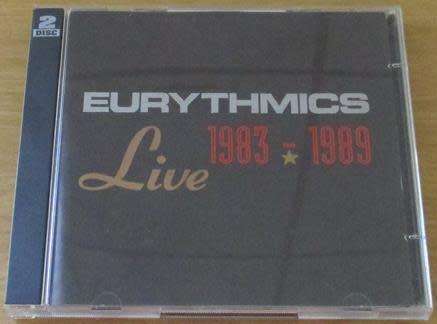 2
DISC
EURYTHMICS
Live 1983 - 1989